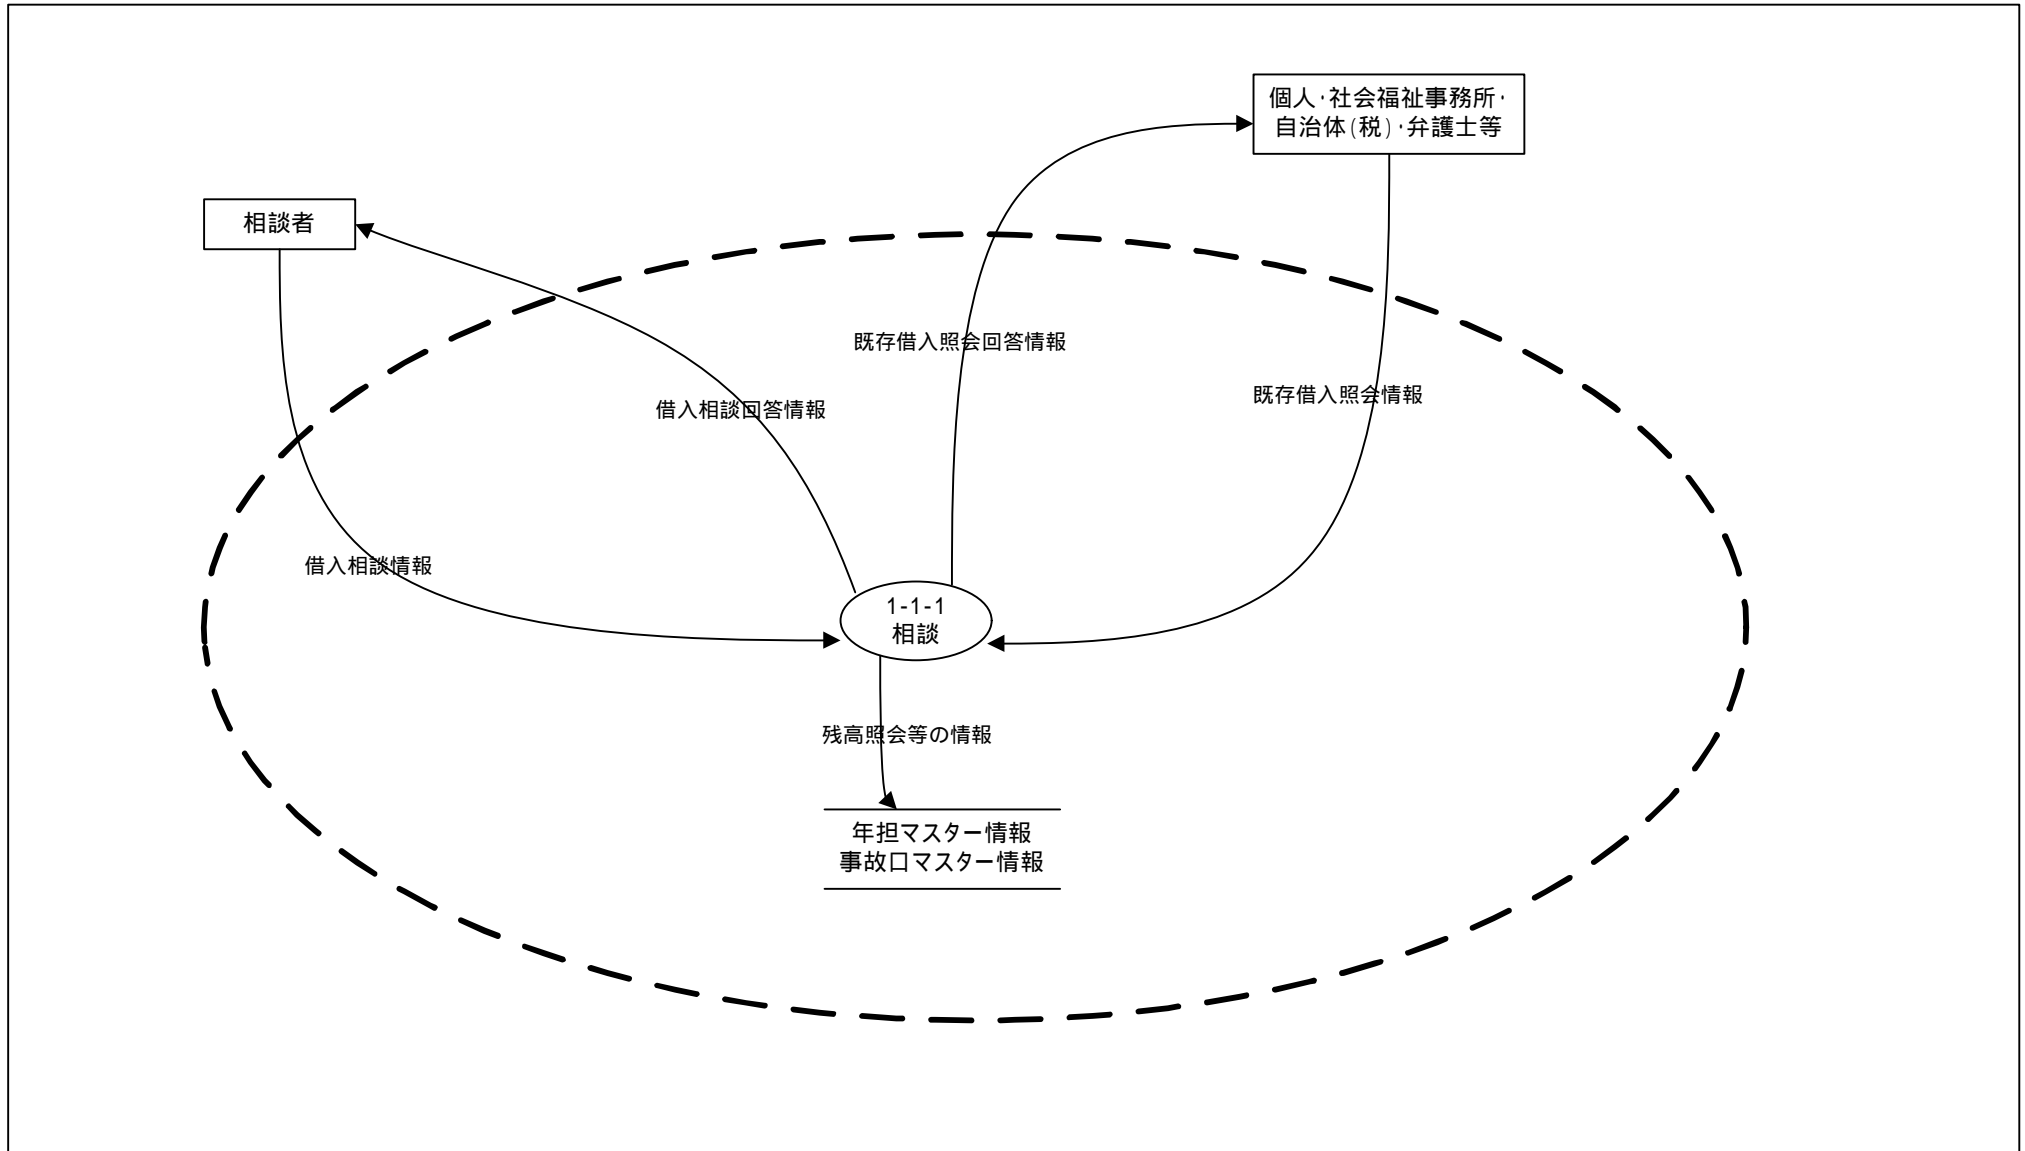 個人・社会福祉事務所・
自治体(税)・弁護士等
相談者
既存借入照会回答情報
既存借入照会情報
借入相談回答情報
借入相談情報
1-1-1
相談
残高照会等の情報
年担マスター情報
事故口マスター情報